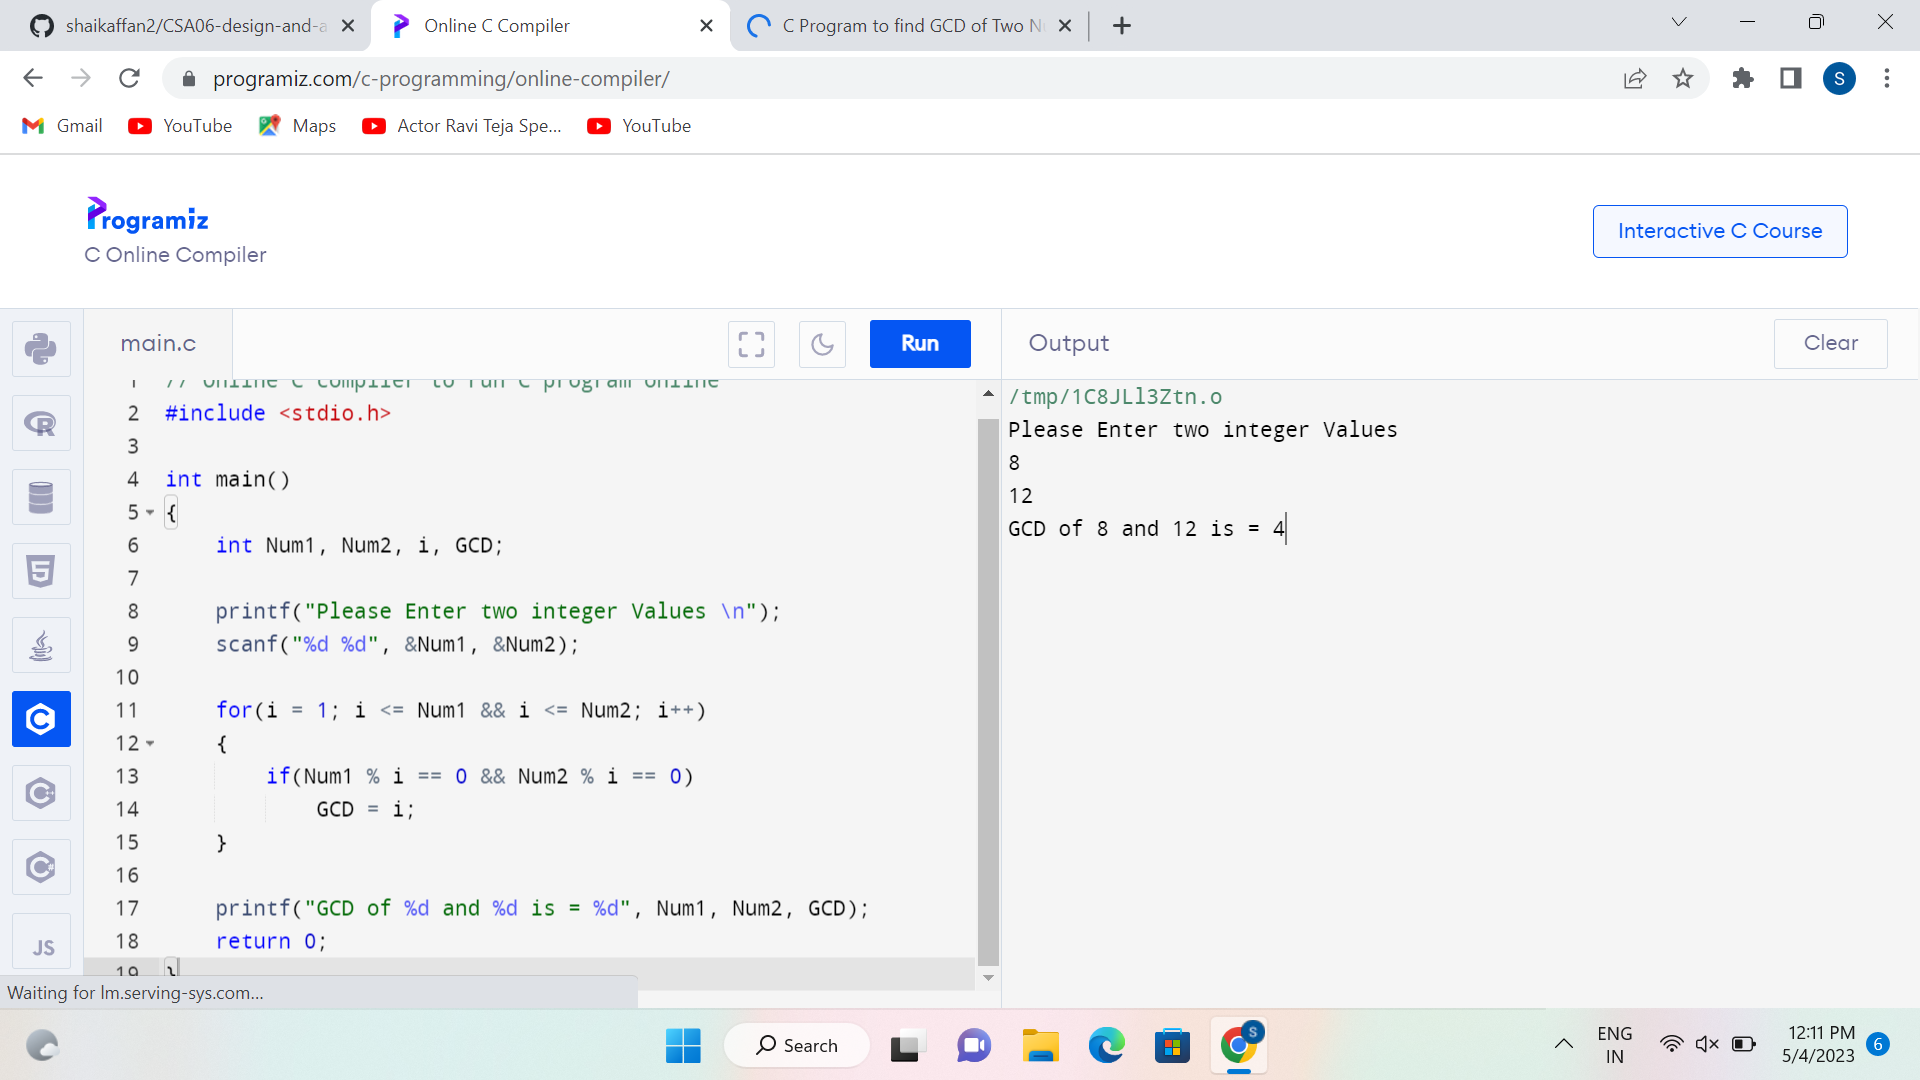 shaikaffan2/CSA06-design-and-a
Online C Compiler
C Program to find GCD of Two N
programiz.com/c-programming/online-compiler/
S
Gmail
YouTube
Maps
Actor Ravi Teja Spe...
YouTube
Programiz
C Online Compiler
Interactive C Course
main.c
Run
Output
Clear
1 // Online C compiler to run C program online
2 #include <stdio.h>
3
4 int main()
5 {
6 int Num1, Num2, i, GCD;
7
8 printf("Please Enter two integer Values \n");
9 scanf("%d %d", &Num1, &Num2);
10
11 for(i = 1; i <= Num1 && i <= Num2; i++)
12 {
13 if(Num1 % i == 0 && Num2 % i == 0)
14 GCD = i;
15 }
16
17 printf("GCD of %d and %d is = %d", Num1, Num2, GCD);
18 return 0;
19 }
/tmp/1C8JLl3Ztn.o
Please Enter two integer Values
8
12
GCD of 8 and 12 is = 4
JS
Waiting for lm.serving-sys.com...
Search
S
ENG
IN
12:11 PM
5/4/2023
6